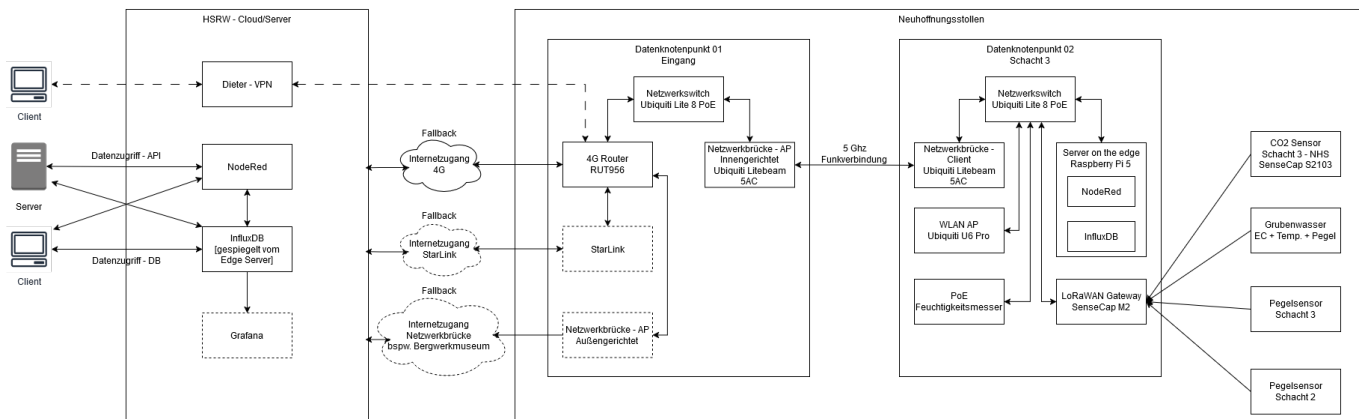 HSRW - Cloud/Server
Neuhoffnungsstollen
Datenknotenpunkt 01
Eingang
Datenknotenpunkt 02
Schacht 3
Client
Dieter - VPN
Netzwerkswitch
Ubiquiti Lite 8 PoE
Netzwerkswitch
Ubiquiti Lite 8 PoE
Server
Datenzugriff - API
NodeRed
Fallback
Internetzugang
4G
4G Router
RUT956
Netzwerkbrücke - AP
Innengerichtet
Ubiquiti Litebeam
5AC
5 Ghz
Funkverbindung
Netzwerkbrücke -
Client
Ubiquiti Litebeam
5AC
Server on the edge
Raspberry Pi 5
NodeRed
InfluxDB
CO2 Sensor
Schacht 3 - NHS
SenseCap S2103
Client
Datenzugriff - DB
InfluxDB
[gespiegelt vom
Edge Server]
Fallback
Internetzugang
StarLink
StarLink
WLAN AP
Ubiquiti U6 Pro
Grubenwasser
EC + Temp. + Pegel
Grafana
Fallback
Internetzugang
Netzwerkbrücke
bspw. Bergwerkmuseum
Netzwerkbrücke - AP
Außengerichtet
PoE
Feuchtigkeitsmesser
LoRaWAN Gateway
SenseCap M2
Pegelsensor
Schacht 3
Pegelsensor
Schacht 2